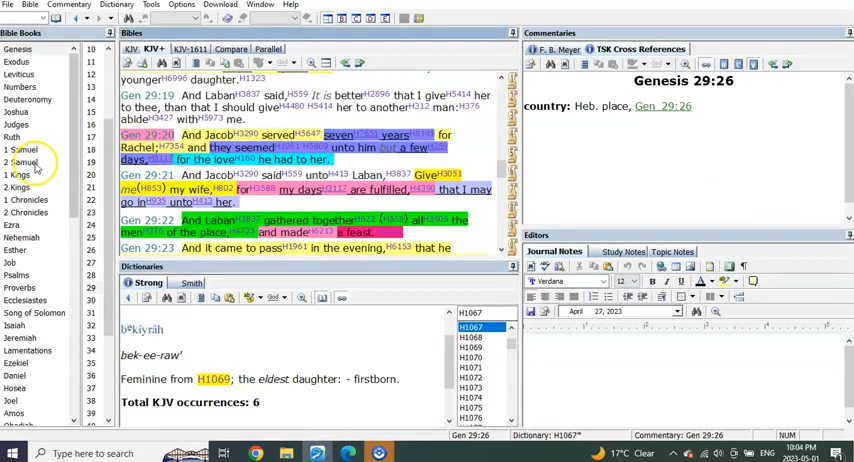 File Bible Commentary Dictionary Tools Options Download Window Help
Bible Books
Genesis
Exodus
Leviticus
Numbers
Deuteronomy
Joshua
Judges
Ruth
1 Samuel
2 Samuel
1 Kings
2 Kings
1 Chronicles
2 Chronicles
Ezra
Nehemiah
Esther
Job
Psalms
Proverbs
Ecclesiastes
Song of Solomon
Isaiah
Jeremiah
Lamentations
Ezekiel
Daniel
Hosea
Joel
Amos
Obadiah
10
11
12
13
14
15
16
17
18
19
20
21
22
23
24
25
26
27
28
29
30
31
32
33
34
35
36
37
38
39
Bibles
KJV KJV+ KJV-1611 Compare Parallel
younger H6996 daughter. H1323
Gen 29:19 And Laban H3837 said, H559 It is better H2896 that I give H5414 her
to thee, than that I should give H5414 her to another H312 man: H376
abide H3427 with H5973 me.
Gen 29:20 And Jacob H3290 served H5647 seven H7651 years H8141 for
Rachel; H7354 and they seemed H1961 H5869 unto him but a few H259
days, H3117 for the love H160 he had to her.
Gen 29:21 And Jacob H3290 said H559 unto Laban, H3837 Give H3051
me (H853) my wife, H802 for H3588 my days H3117 are fulfilled, H4390 that I may
go in H935 unto H413 her.
Gen 29:22 And Laban H3837 gathered together H622 (H853) all H3605 the
men H376 of the place, H4725 and made H6213 a feast. H4960
Gen 29:23 And it came to pass H1961 in the evening, H6153 that he
Dictionaries
Strong Smith
bᵉkîyrâh
bek-ee-raw'
Feminine from H1069; the eldest daughter: - firstborn.
Total KJV occurrences: 6
H1067
H1067
H1068
H1069
H1070
H1071
H1072
H1073
H1074
H1075
H1076
Commentaries
F. B. Meyer TSK Cross References
Genesis 29:26
country: Heb. place, Gen 29:26
Editors
Journal Notes Study Notes Topic Notes
Verdana 12 B I U A
April 27, 2023
1 2 3 4 5 6
Gen 29:26 Dictionary: H1067* Commentary: Gen 29:26 NUM
Type here to search
17°C Clear ENG
10:04 PM
2023-05-01